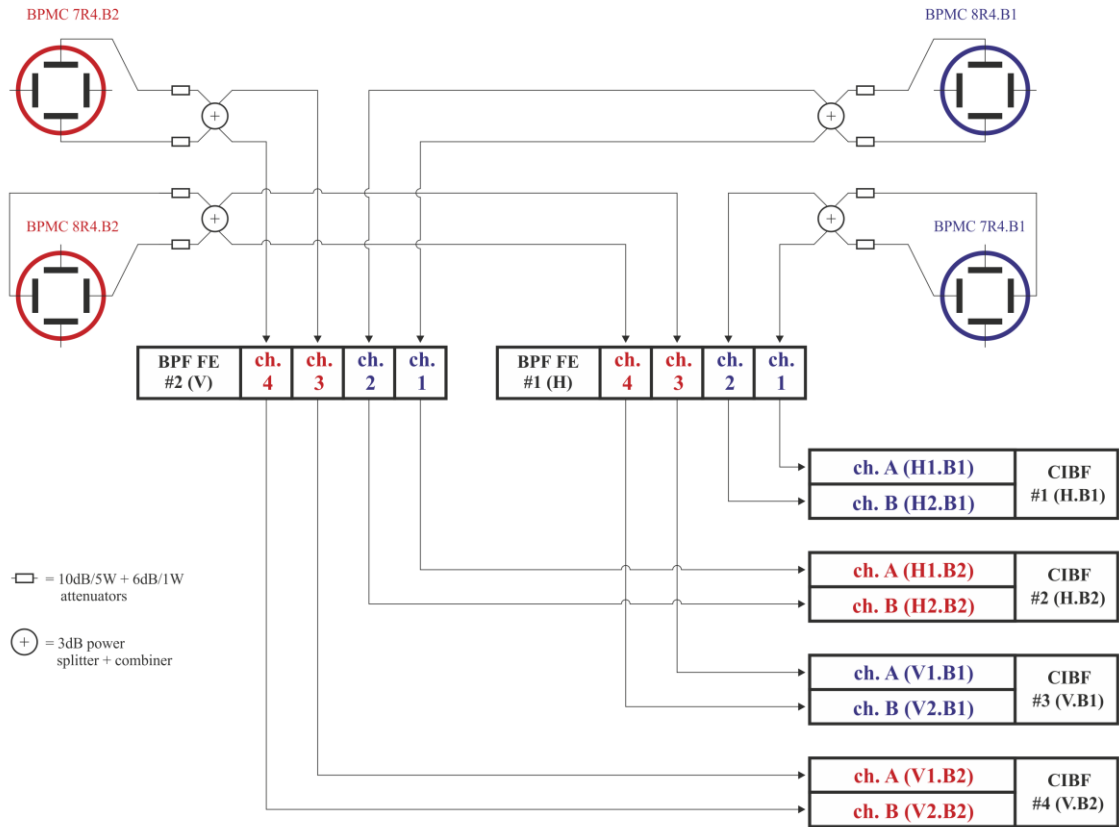 BPMC 7R4.B2
BPMC 8R4.B1
+
+
+
+
BPMC 8R4.B2
BPMC 7R4.B1
BPF FE
#2 (V)
ch.
4
ch.
3
ch.
2
ch.
1
BPF FE
#1 (H)
ch.
4
ch.
3
ch.
2
ch.
1
ch. A (H1.B1)
ch. B (H2.B1)
CIBF
#1 (H.B1)
= 10dB/5W + 6dB/1W
attenuators
ch. A (H1.B2)
ch. B (H2.B2)
CIBF
#2 (H.B2)
+
= 3dB power
splitter + combiner
ch. A (V1.B1)
ch. B (V2.B1)
CIBF
#3 (V.B1)
ch. A (V1.B2)
ch. B (V2.B2)
CIBF
#4 (V.B2)